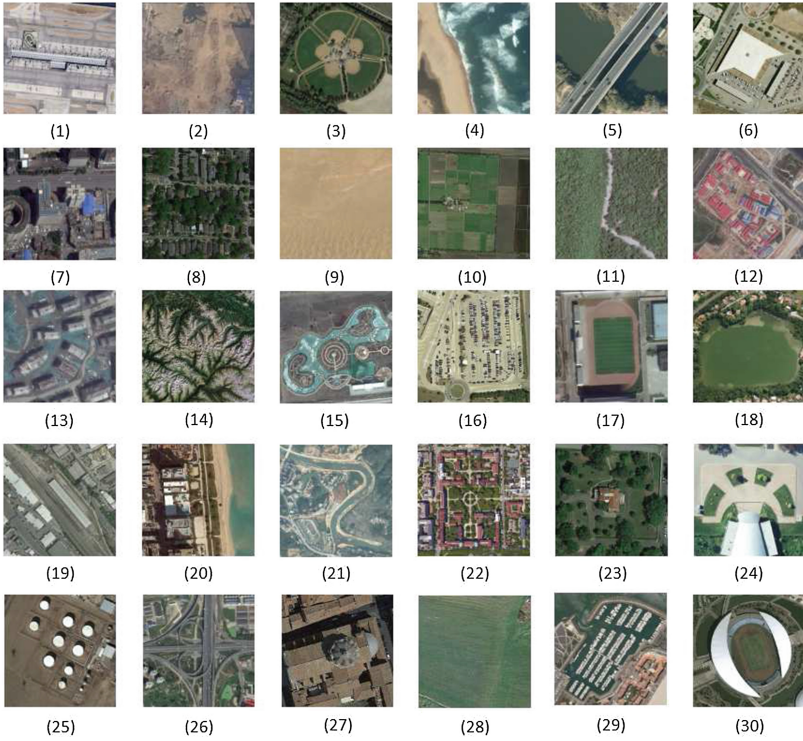 (1) (2) (3) (4) (5) (6)
(7) (8) (9) (10) (11) (12)
(13) (14) (15) (16) (17) (18)
(19) (20) (21) (22) (23) (24)
(25) (26) (27) (28) (29) (30)